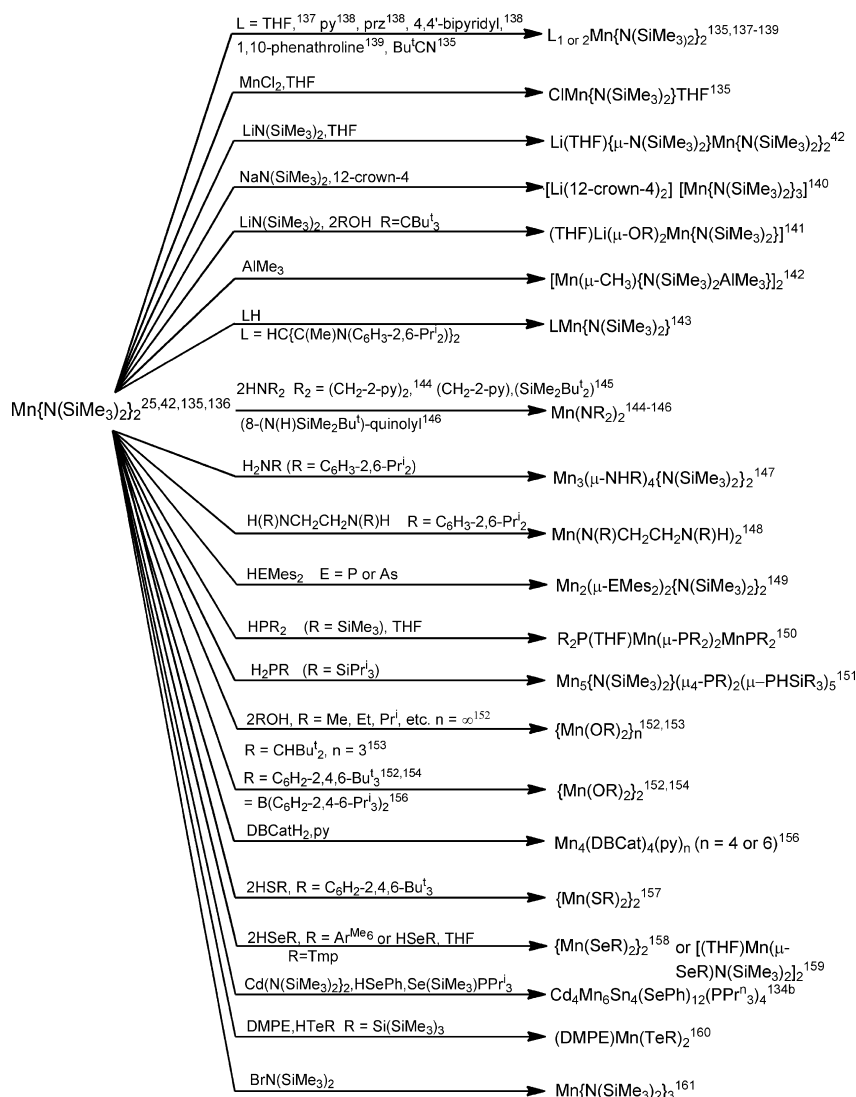 L = THF,¹³⁷ py¹³⁸, prz¹³⁸, 4,4'-bipyridyl,¹³⁸
1,10-phenathroline¹³⁹, BuᵗCN¹³⁵
L₁ or ₂Mn{N(SiMe₃)₂}₂¹³⁵,¹³⁷⁻¹³⁹
MnCl₂,THF
ClMn{N(SiMe₃)₂}THF¹³⁵
LiN(SiMe₃)₂,THF
Li(THF){μ-N(SiMe₃)₂}Mn{N(SiMe₃)₂}₂⁴²
NaN(SiMe₃)₂,12-crown-4
[Li(12-crown-4)₂] [Mn{N(SiMe₃)₂}₃]¹⁴⁰
LiN(SiMe₃)₂, 2ROH R=CBuᵗ₃
(THF)Li(μ-OR)₂Mn{N(SiMe₃)₂}]¹⁴¹
AlMe₃
[Mn(μ-CH₃){N(SiMe₃)₂AlMe₃}]₂¹⁴²
LH
L = HC{C(Me)N(C₆H₃-2,6-Prⁱ₂)}₂
LMn{N(SiMe₃)₂}¹⁴³
Mn{N(SiMe₃)₂}₂²⁵,⁴²,¹³⁵,¹³⁶
2HNR₂ R₂ = (CH₂-2-py)₂,¹⁴⁴ (CH₂-2-py),(SiMe₂Buᵗ₂)¹⁴⁵
(8-(N(H)SiMe₂Buᵗ)-quinolyl¹⁴⁶
Mn(NR₂)₂¹⁴⁴⁻¹⁴⁶
H₂NR (R = C₆H₃-2,6-Prⁱ₂)
Mn₃(μ-NHR)₄{N(SiMe₃)₂}₂¹⁴⁷
H(R)NCH₂CH₂N(R)H R = C₆H₃-2,6-Prⁱ₂
Mn(N(R)CH₂CH₂N(R)H)₂¹⁴⁸
HEMes₂ E = P or As
Mn₂(μ-EMes₂)₂{N(SiMe₃)₂}₂¹⁴⁹
HPR₂ (R = SiMe₃), THF
R₂P(THF)Mn(μ-PR₂)₂MnPR₂¹⁵⁰
H₂PR (R = SiPrⁱ₃)
Mn₅{N(SiMe₃)₂}(μ₄-PR)₂(μ−PHSiR₃)₅¹⁵¹
2ROH, R = Me, Et, Prⁱ, etc. n = ∞¹⁵²
R = CHBuᵗ₂, n = 3¹⁵³
{Mn(OR)₂}ₙ¹⁵²,¹⁵³
R = C₆H₂-2,4,6-Buᵗ₃¹⁵²,¹⁵⁴
= B(C₆H₂-2,4-6-Prⁱ₃)₂¹⁵⁶
{Mn(OR)₂}₂¹⁵²,¹⁵⁴
DBCatH₂,py
Mn₄(DBCat)₄(py)ₙ (n = 4 or 6)¹⁵⁶
2HSR, R = C₆H₂-2,4,6-Buᵗ₃
{Mn(SR)₂}₂¹⁵⁷
2HSeR, R = Arᴹᵉ⁶ or HSeR, THF
R=Tmp
{Mn(SeR)₂}₂¹⁵⁸ or [(THF)Mn(μ-
SeR)N(SiMe₃)₂]₂¹⁵⁹
Cd(N(SiMe₃)₂}₂,HSePh,Se(SiMe₃)PPrⁱ₃
Cd₄Mn₆Sn₄(SePh)₁₂(PPrⁿ₃)₄¹³⁴ᵇ
DMPE,HTeR R = Si(SiMe₃)₃
(DMPE)Mn(TeR)₂¹⁶⁰
BrN(SiMe₃)₂
Mn{N(SiMe₃)₂}₃¹⁶¹